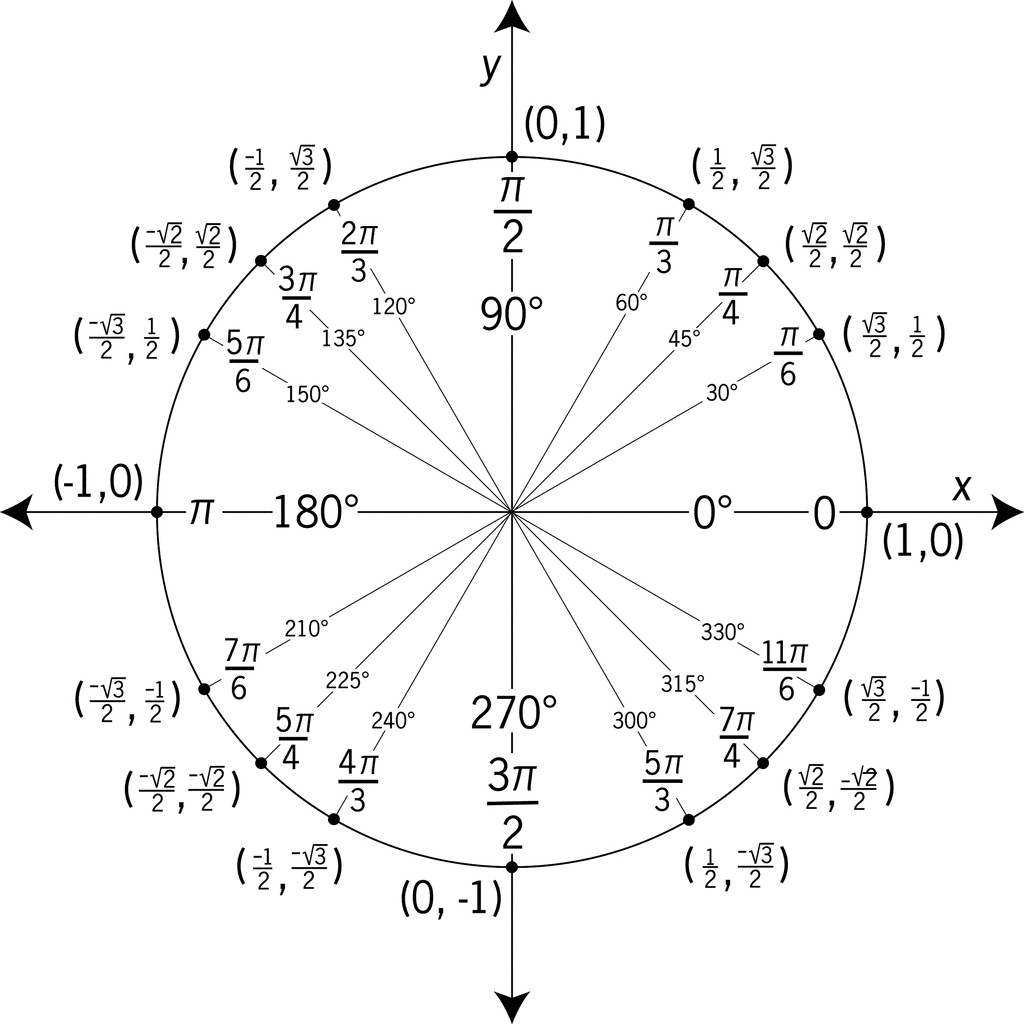 y
(0,1)
(-1/2, √3/2)
(1/2, √3/2)
(-√2/2, √2/2)
(√2/2, √2/2)
(-√3/2, 1/2)
(√3/2, 1/2)
π/2
2π/3
π/3
3π/4
π/4
5π/6
π/6
120°
90°
60°
135°
45°
150°
30°
(-1,0)
π
180°
0°
0
x
(1,0)
210°
330°
7π/6
11π/6
225°
315°
(-√3/2, -1/2)
(√3/2, -1/2)
240°
270°
300°
5π/4
7π/4
4π/3
3π/2
5π/3
(-√2/2, -√2/2)
(√2/2, -√2/2)
(-1/2, -√3/2)
(1/2, -√3/2)
(0, -1)